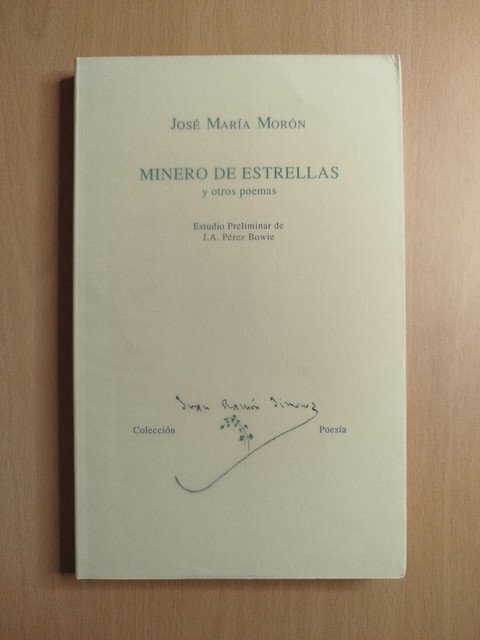 José María Morón
MINERO DE ESTRELLAS
y otros poemas
Estudio Preliminar de
J.A. Pérez Bowie
Juan Ramón Jiménez
Colección Poesía